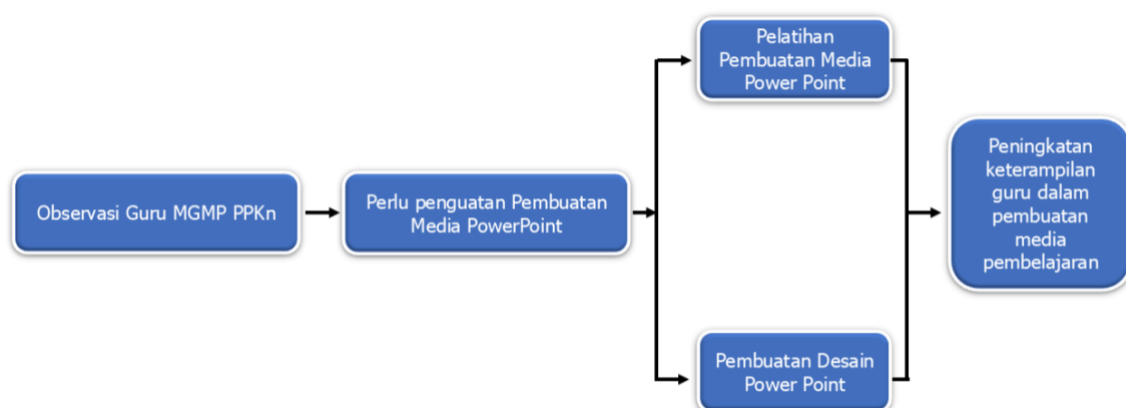 Observasi Guru MGMP PPKn
Perlu penguatan Pembuatan
Media PowerPoint
Pelatihan
Pembuatan Media
Power Point
Pembuatan Desain
Power Point
Peningkatan
keterampilan
guru dalam
pembuatan
media
pembelajaran